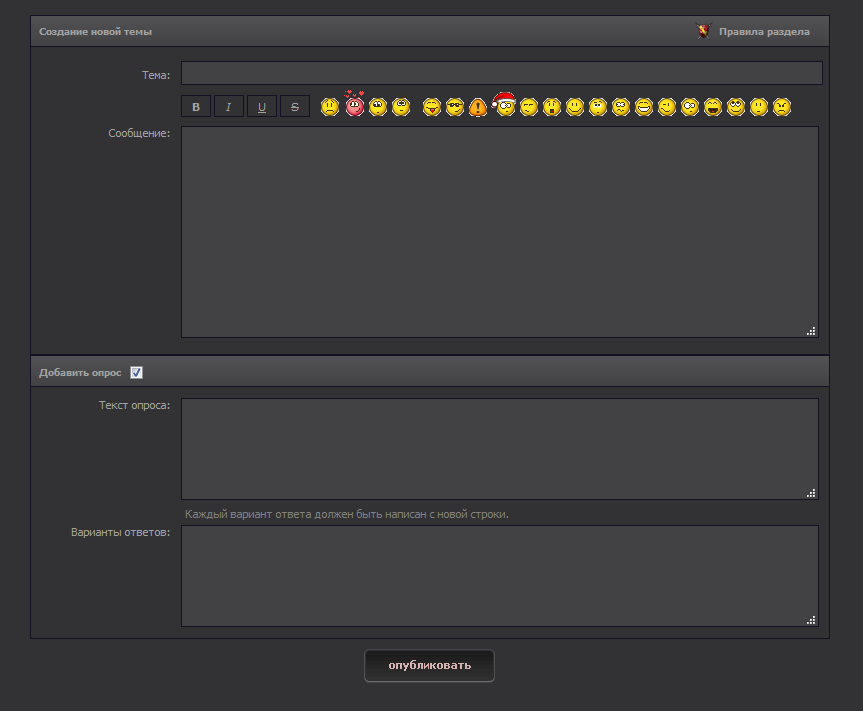 Создание новой темы Правила раздела
Тема:
B I U S
Сообщение:
Добавить опрос
Текст опроса:
Каждый вариант ответа должен быть написан с новой строки.
Варианты ответов:
опубликовать